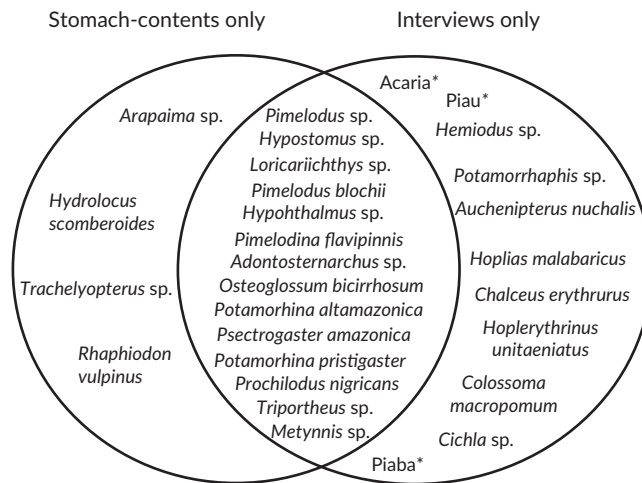 Stomach-contents only
Interviews only
Arapaima sp.
Hydrolocus
scomberoides
Trachelyopterus sp.
Rhaphiodon
vulpinus
Pimelodus sp.
Hypostomus sp.
Loricariichthys sp.
Pimelodus blochii
Hypohthalmus sp.
Pimelodina flavipinnis
Adontosternarchus sp.
Osteoglossum bicirrhosum
Potamorhina altamazonica
Psectrogaster amazonica
Potamorhina pristigaster
Prochilodus nigricans
Triportheus sp.
Metynnis sp.
Acaria*
Piau*
Hemiodus sp.
Potamorrhaphis sp.
Auchenipterus nuchalis
Hoplias malabaricus
Chalceus erythrurus
Hoplerythrinus
unitaeniatus
Colossoma
macropomum
Cichla sp.
Piaba*